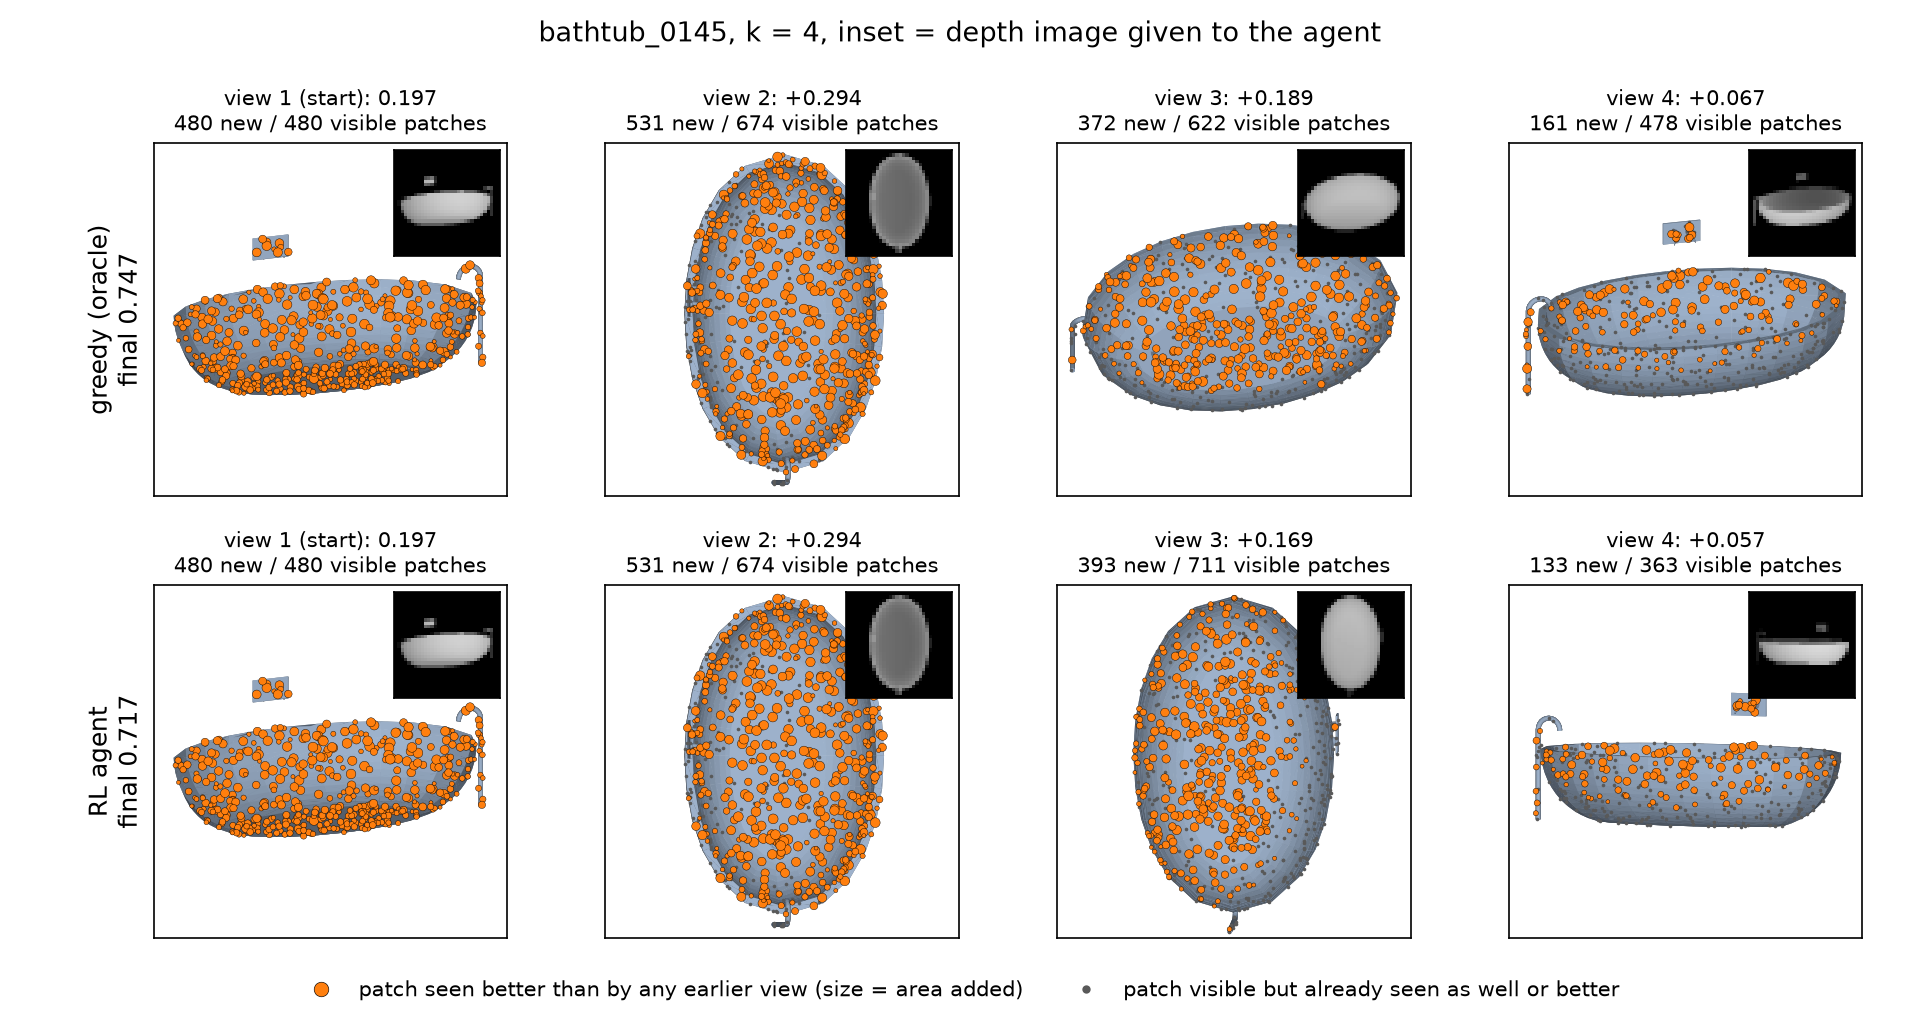 bathtub_0145, k = 4, inset = depth image given to the agent
view 1 (start): 0.197
480 new / 480 visible patches
view 2: +0.294
531 new / 674 visible patches
view 3: +0.189
372 new / 622 visible patches
view 4: +0.067
161 new / 478 visible patches
greedy (oracle)
final 0.747
view 1 (start): 0.197
480 new / 480 visible patches
view 2: +0.294
531 new / 674 visible patches
view 3: +0.169
393 new / 711 visible patches
view 4: +0.057
133 new / 363 visible patches
RL agent
final 0.717
patch seen better than by any earlier view (size = area added)
patch visible but already seen as well or better